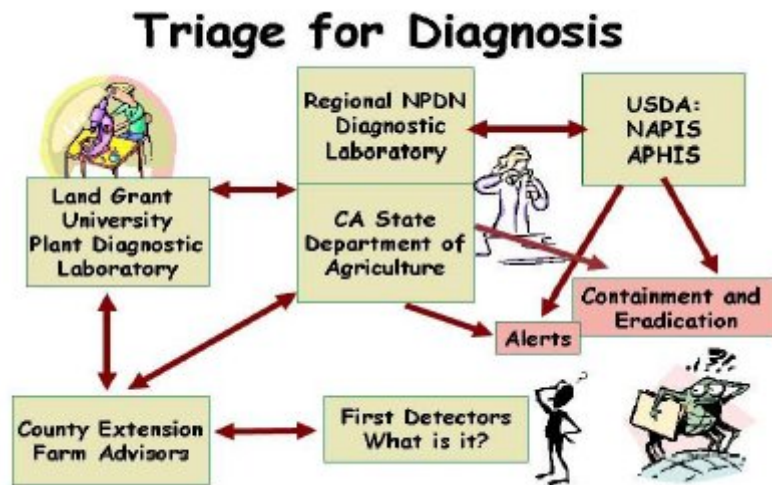 Triage for Diagnosis
Regional NPDN
Diagnostic
Laboratory
USDA:
NAPIS
APHIS
Land Grant
University
Plant Diagnostic
Laboratory
CA State
Department of
Agriculture
Containment and
Eradication
Alerts
County Extension
Farm Advisors
First Detectors
What is it?
?
?!!